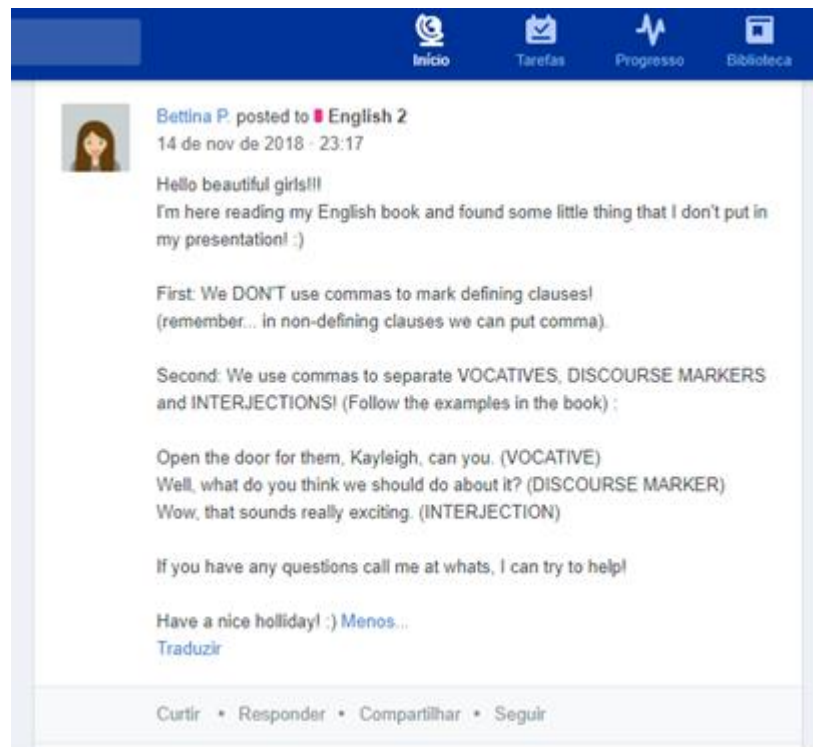 Início Tarefas Progresso Biblioteca
Bettina P. posted to English 2
14 de nov de 2018 · 23:17
Hello beautiful girls!!!
I'm here reading my English book and found some little thing that I don't put in
my presentation! :)
First: We DON'T use commas to mark defining clauses!
(remember... in non-defining clauses we can put comma).
Second: We use commas to separate VOCATIVES, DISCOURSE MARKERS
and INTERJECTIONS! (Follow the examples in the book) :
Open the door for them, Kayleigh, can you. (VOCATIVE)
Well, what do you think we should do about it? (DISCOURSE MARKER)
Wow, that sounds really exciting. (INTERJECTION)
If you have any questions call me at whats, I can try to help!
Have a nice holliday! :) Menos...
Traduzir
Curtir • Responder • Compartilhar • Seguir